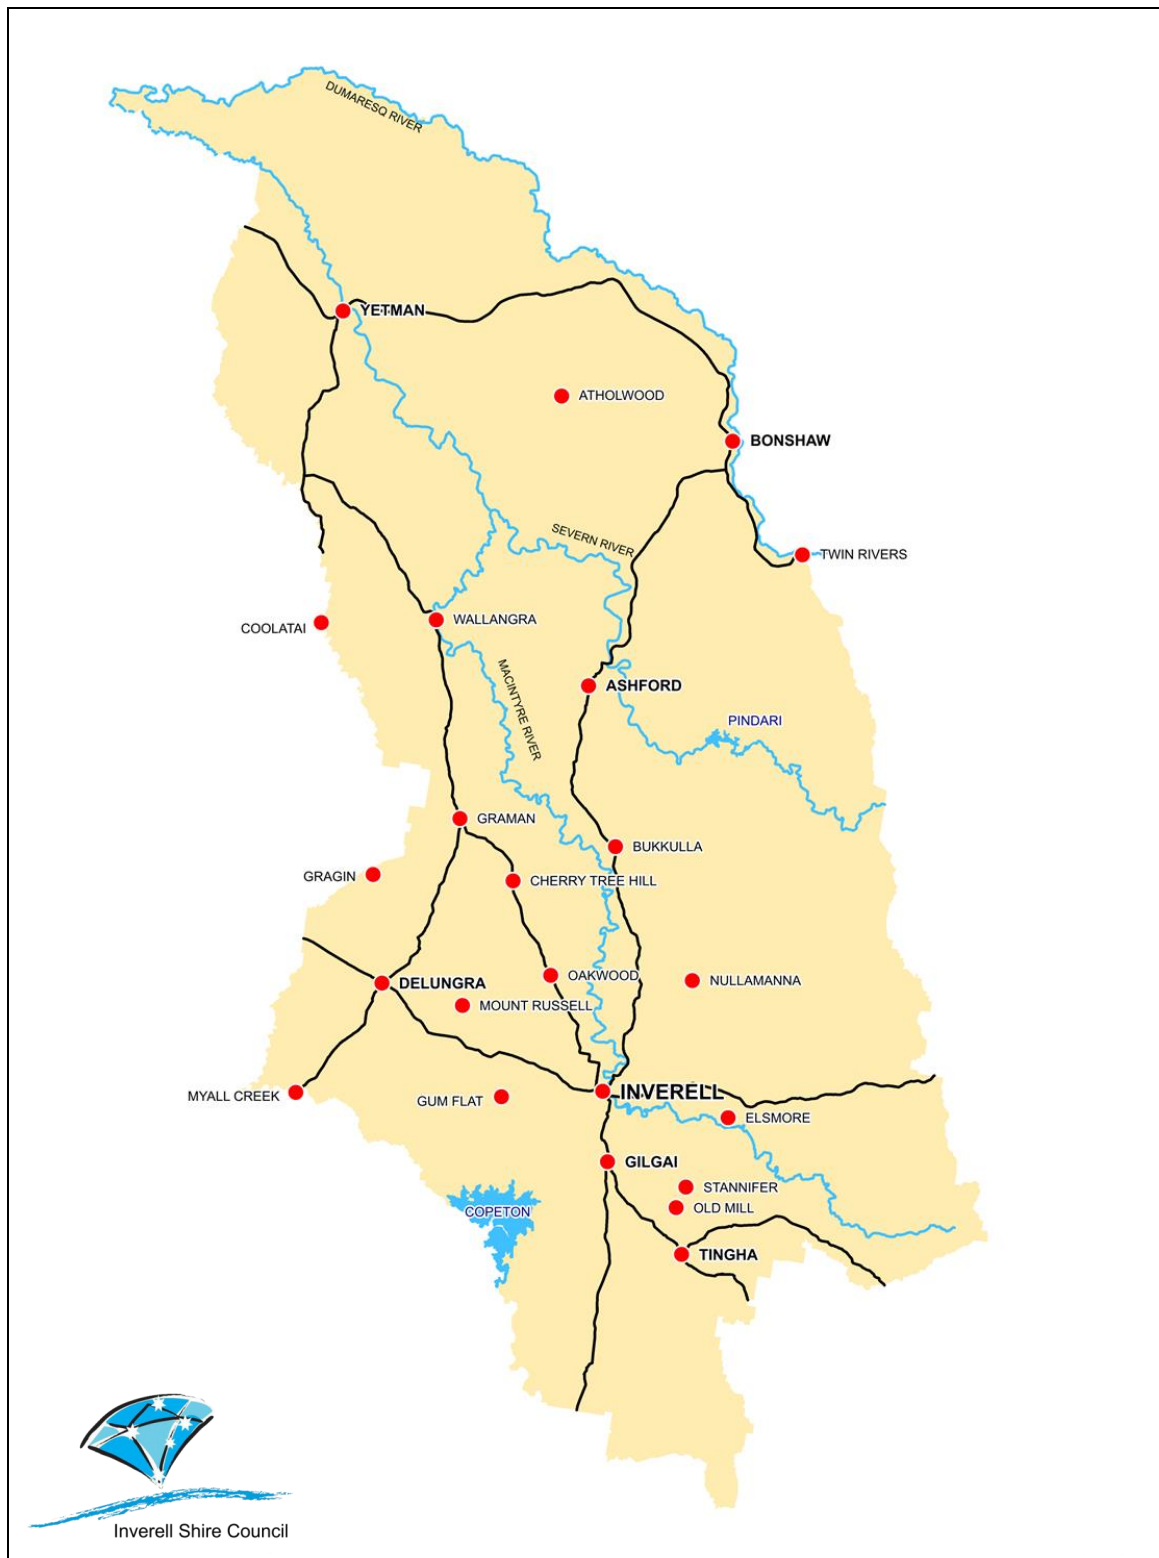 DUMARESQ RIVER
YETMAN
ATHOLWOOD
BONSHAW
SEVERN RIVER
TWIN RIVERS
WALLANGRA
COOLATAI
MACINTYRE RIVER
ASHFORD
PINDARI
GRAMAN
BUKKULLA
GRAGIN
CHERRY TREE HILL
OAKWOOD
NULLAMANNA
DELUNGRA
MOUNT RUSSELL
MYALL CREEK
GUM FLAT
INVERELL
ELSMORE
GILGAI
STANNIFER
COPETON
OLD MILL
TINGHA
Inverell Shire Council